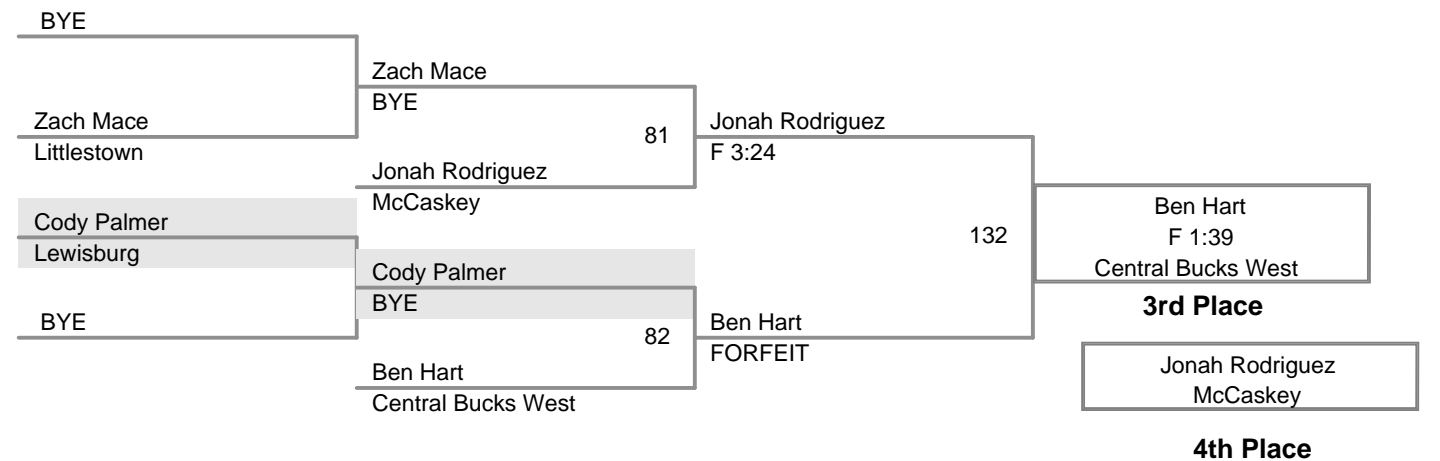 BYE
Zach Mace
BYE
Zach Mace
Littlestown
81
Jonah Rodriguez
F 3:24
Jonah Rodriguez
McCaskey
Cody Palmer
Lewisburg
132
Ben Hart
F 1:39
Central Bucks West
3rd Place
Cody Palmer
BYE
BYE
82
Ben Hart
FORFEIT
Ben Hart
Central Bucks West
Jonah Rodriguez
McCaskey
4th Place